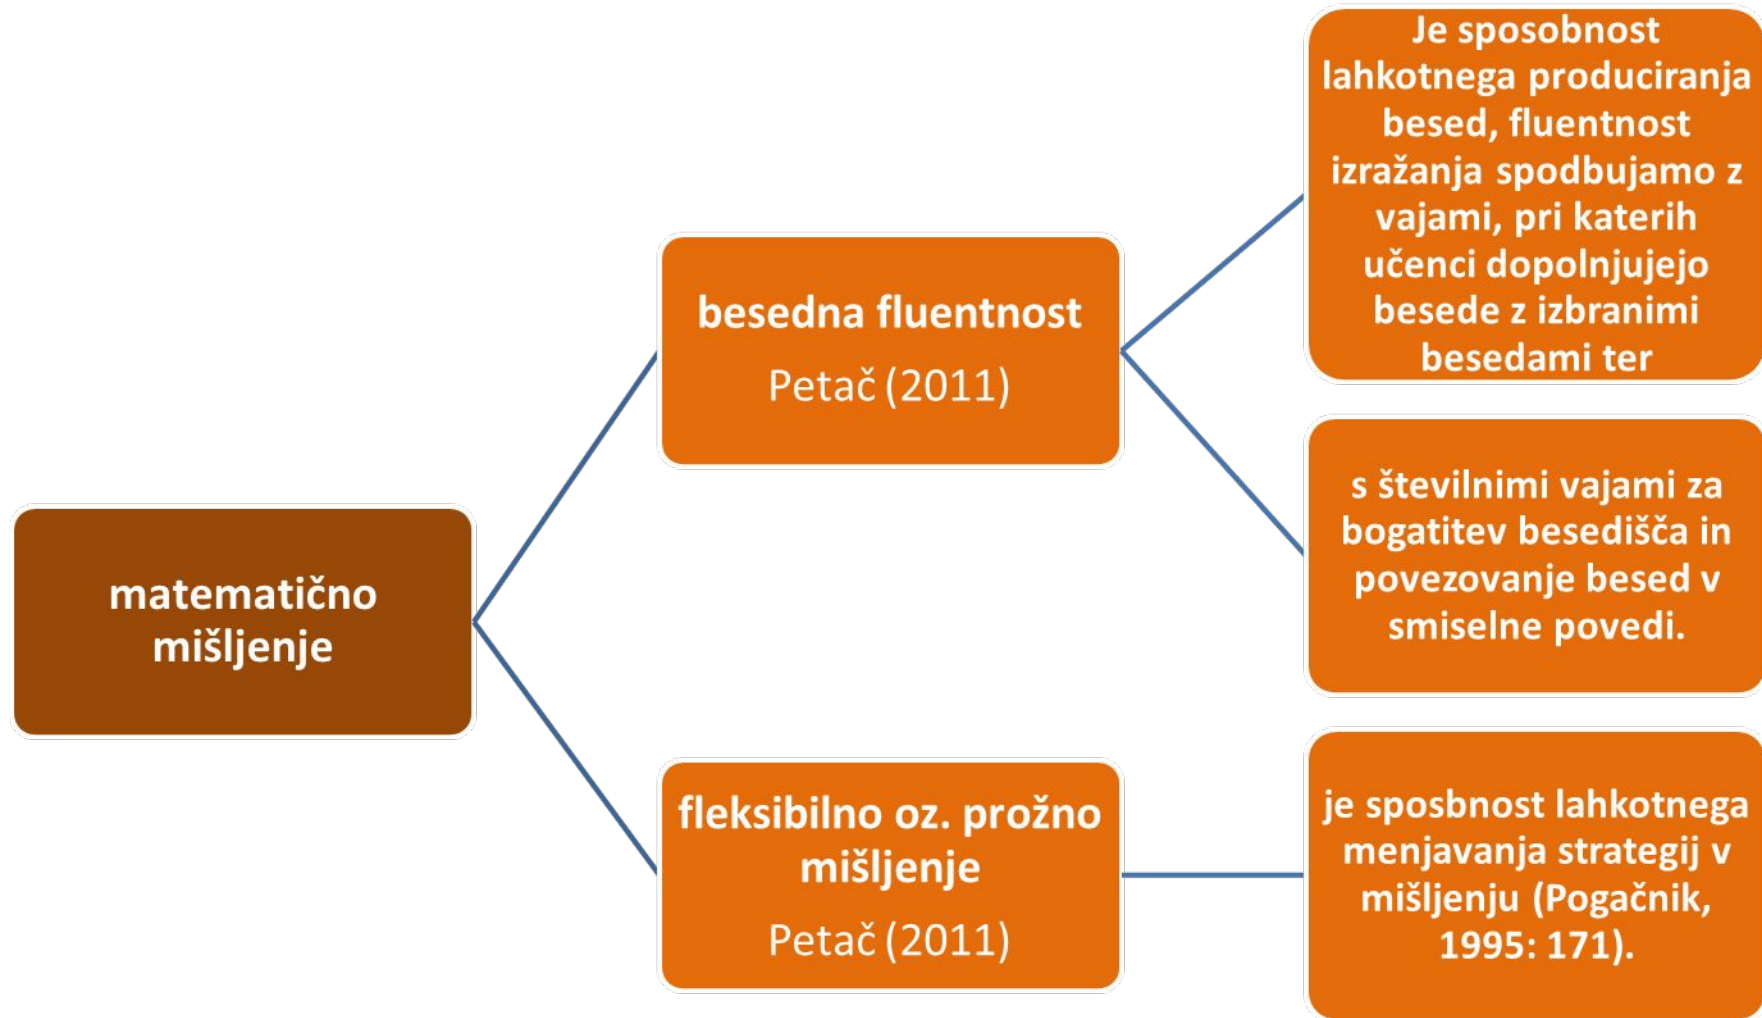 matematično
mišljenje
besedna fluentnost
Petač (2011)
Je sposobnost
lahkotnega produciranja
besed, fluentnost
izražanja spodbujamo z
vajami, pri katerih
učenci dopolnjujejo
besede z izbranimi
besedami ter
s številnimi vajami za
bogatitev besedišča in
povezovanje besed v
smiselne povedi.
fleksibilno oz. prožno
mišljenje
Petač (2011)
je sposbnost lahkotnega
menjavanja strategij v
mišljenju (Pogačnik,
1995: 171).